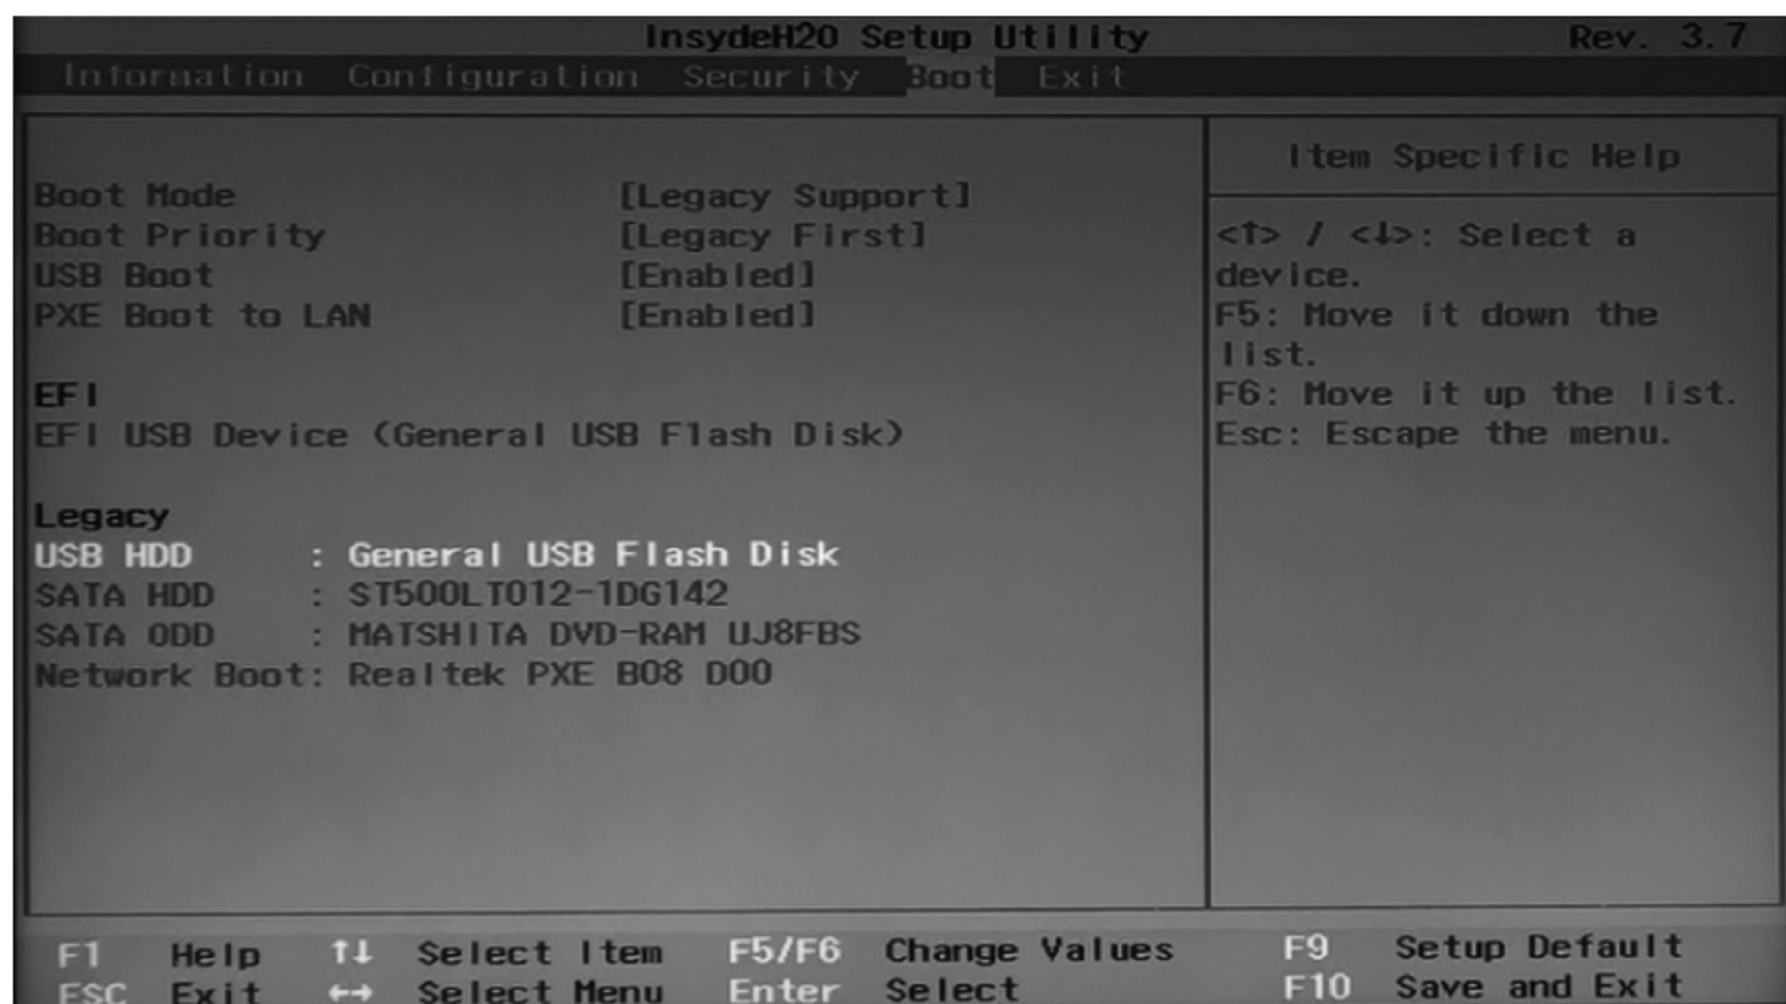 InsydeH20 Setup Utility Rev. 3.7
Information Configuration Security Boot Exit
Boot Mode [Legacy Support]
Boot Priority [Legacy First]
USB Boot [Enabled]
PXE Boot to LAN [Enabled]
EFI
EFI USB Device (General USB Flash Disk)
Legacy
USB HDD : General USB Flash Disk
SATA HDD : ST500LT012-1DG142
SATA ODD : MATSHITA DVD-RAM UJ8FBS
Network Boot: Realtek PXE B08 D00
Item Specific Help
<↑> / <↓>: Select a
device.
F5: Move it down the
list.
F6: Move it up the list.
Esc: Escape the menu.
F1 Help ↑↓ Select Item F5/F6 Change Values F9 Setup Default
ESC Exit ←→ Select Menu Enter Select F10 Save and Exit